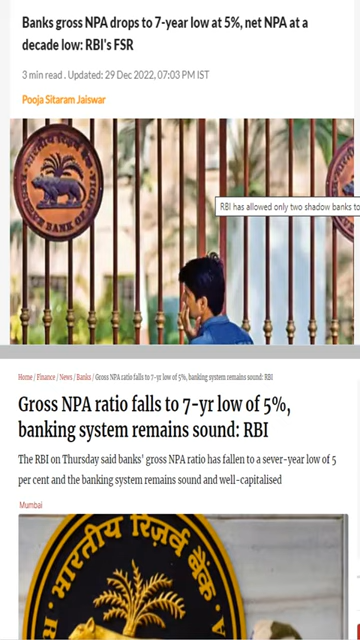 Banks gross NPA drops to 7-year low at 5%, net NPA at a
decade low: RBI's FSR
3 min read . Updated: 29 Dec 2022, 07:03 PM IST
Pooja Sitaram Jaiswar
RBI has allowed only two shadow banks to
Home / Finance / News / Banks / Gross NPA ratio falls to 7-yr low of 5%, banking system remains sound: RBI
Gross NPA ratio falls to 7-yr low of 5%,
banking system remains sound: RBI
The RBI on Thursday said banks' gross NPA ratio has fallen to a sever-year low of 5
per cent and the banking system remains sound and well-capitalised
Mumbai
भारतीय रिज़र्व बैंक